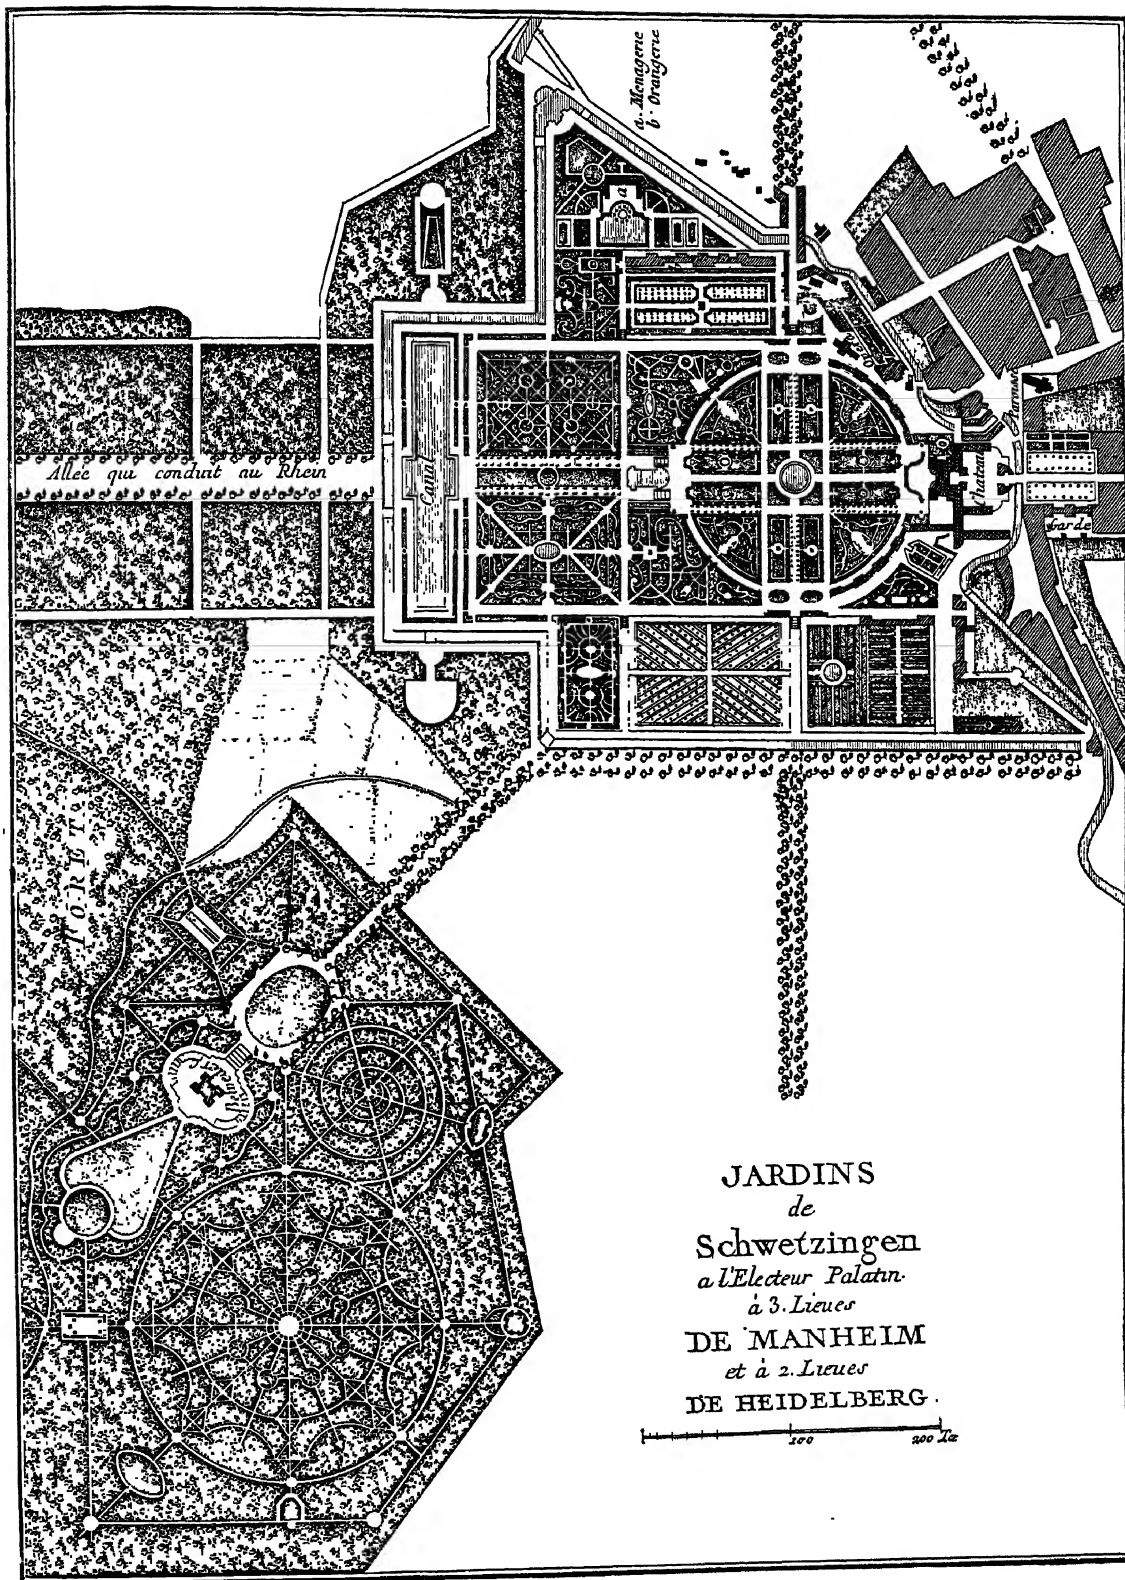 a. Menagerie
b. Orangerie
a
Allée qui conduit au Rhein
Canal
Chateau
Garde
FORET
JARDINS
de
Schwetzingen
a l'Electeur Palatin.
à 3. Lieues
DE MANHEIM
et à 2. Lieues
DE HEIDELBERG.
100
200